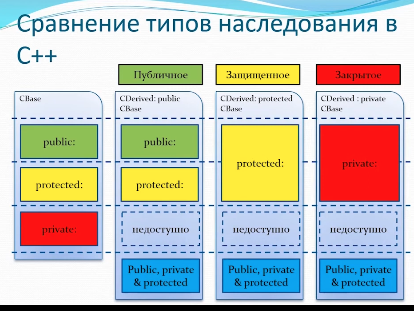 Сравнение типов наследования в
C++
Публичное
Защищенное
Закрытое
CBase
public:
protected:
private:
CDerived: public
CBase
public:
protected:
недоступно
Public, private
& protected
CDerived: protected
CBase
protected:
недоступно
Public, private
& protected
CDerived : private
CBase
private:
недоступно
Public, private
& protected